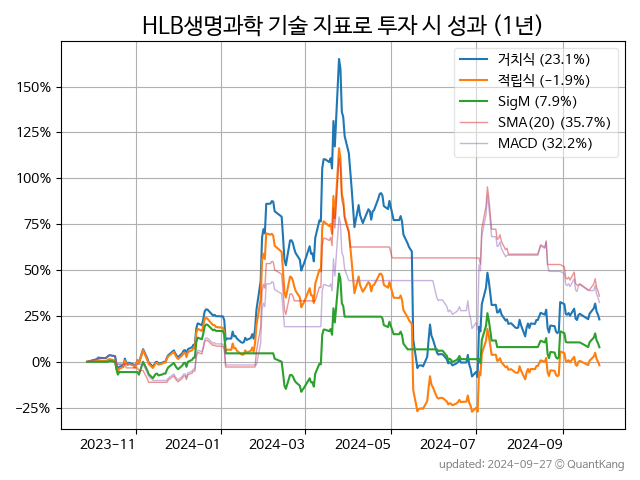 HLB생명과학 기술 지표로 투자 시 성과 (1년)
거치식 (23.1%)
적립식 (−1.9%)
SigM (7.9%)
SMA(20) (35.7%)
MACD (32.2%)
150%
125%
100%
75%
50%
25%
0%
−25%
2023-11
2024-01
2024-03
2024-05
2024-07
2024-09
updated: 2024-09-27 © QuantKang